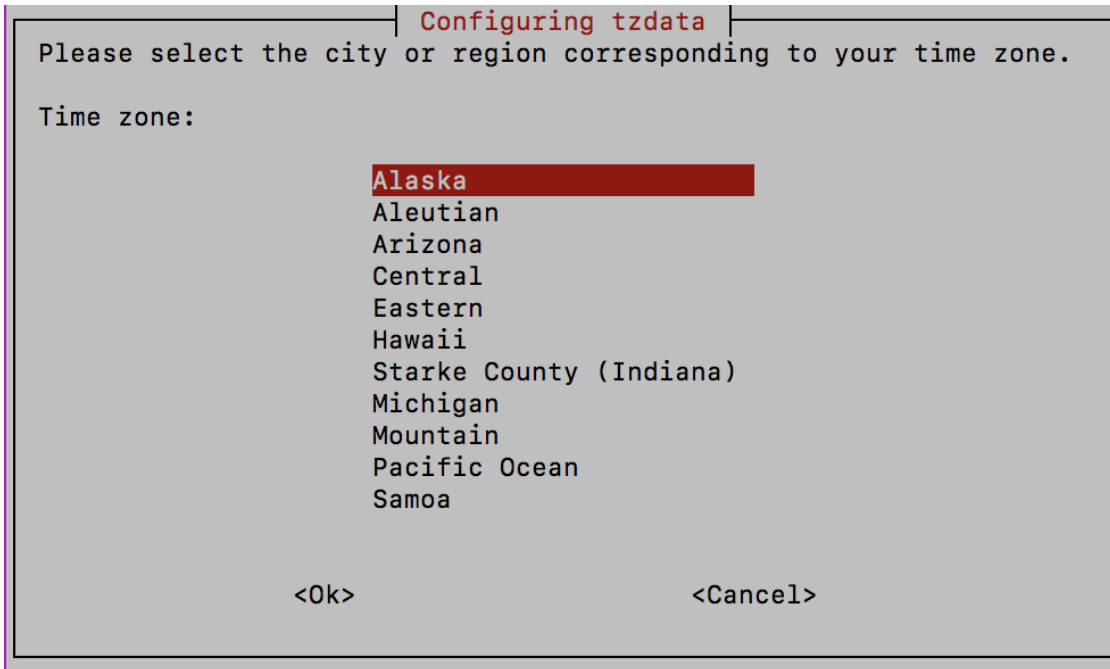 Configuring tzdata
Please select the city or region corresponding to your time zone.
Time zone:
Alaska
Aleutian
Arizona
Central
Eastern
Hawaii
Starke County (Indiana)
Michigan
Mountain
Pacific Ocean
Samoa
<Ok> <Cancel>